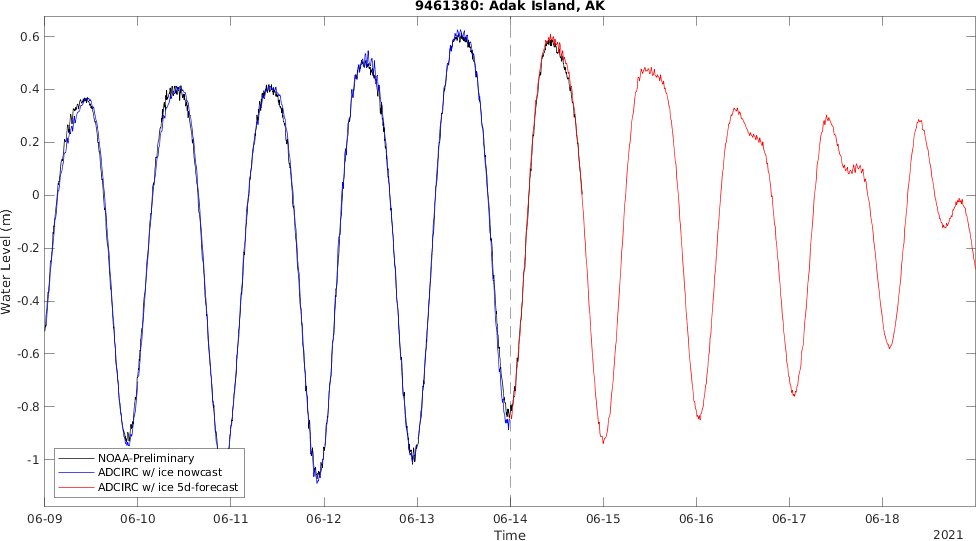 9461380: Adak Island, AK
Water Level (m)
0.6
0.4
0.2
0
-0.2
-0.4
-0.6
-0.8
-1
NOAA-Preliminary
ADCIRC w/ ice nowcast
ADCIRC w/ ice 5d-forecast
06-09 06-10 06-11 06-12 06-13 06-14 06-15 06-16 06-17 06-18
Time
2021